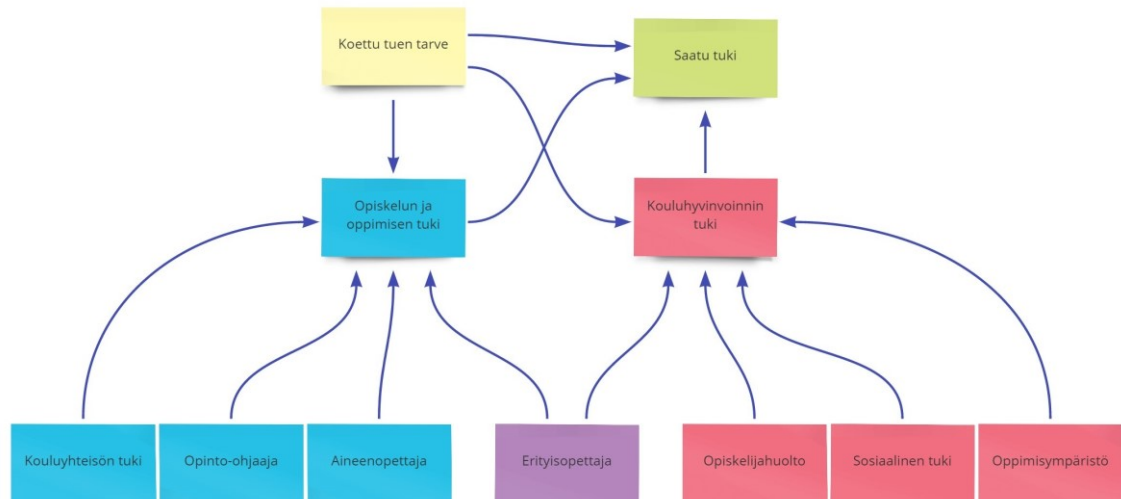 Koettu tuen tarve
Saatu tuki
Opiskelun ja
oppimisen tuki
Kouluhyvinvoinnin
tuki
Kouluyhteisön tuki
Opinto-ohjaaja
Aineenopettaja
Erityisopettaja
Opiskelijahuolto
Sosiaalinen tuki
Oppimisympäristö